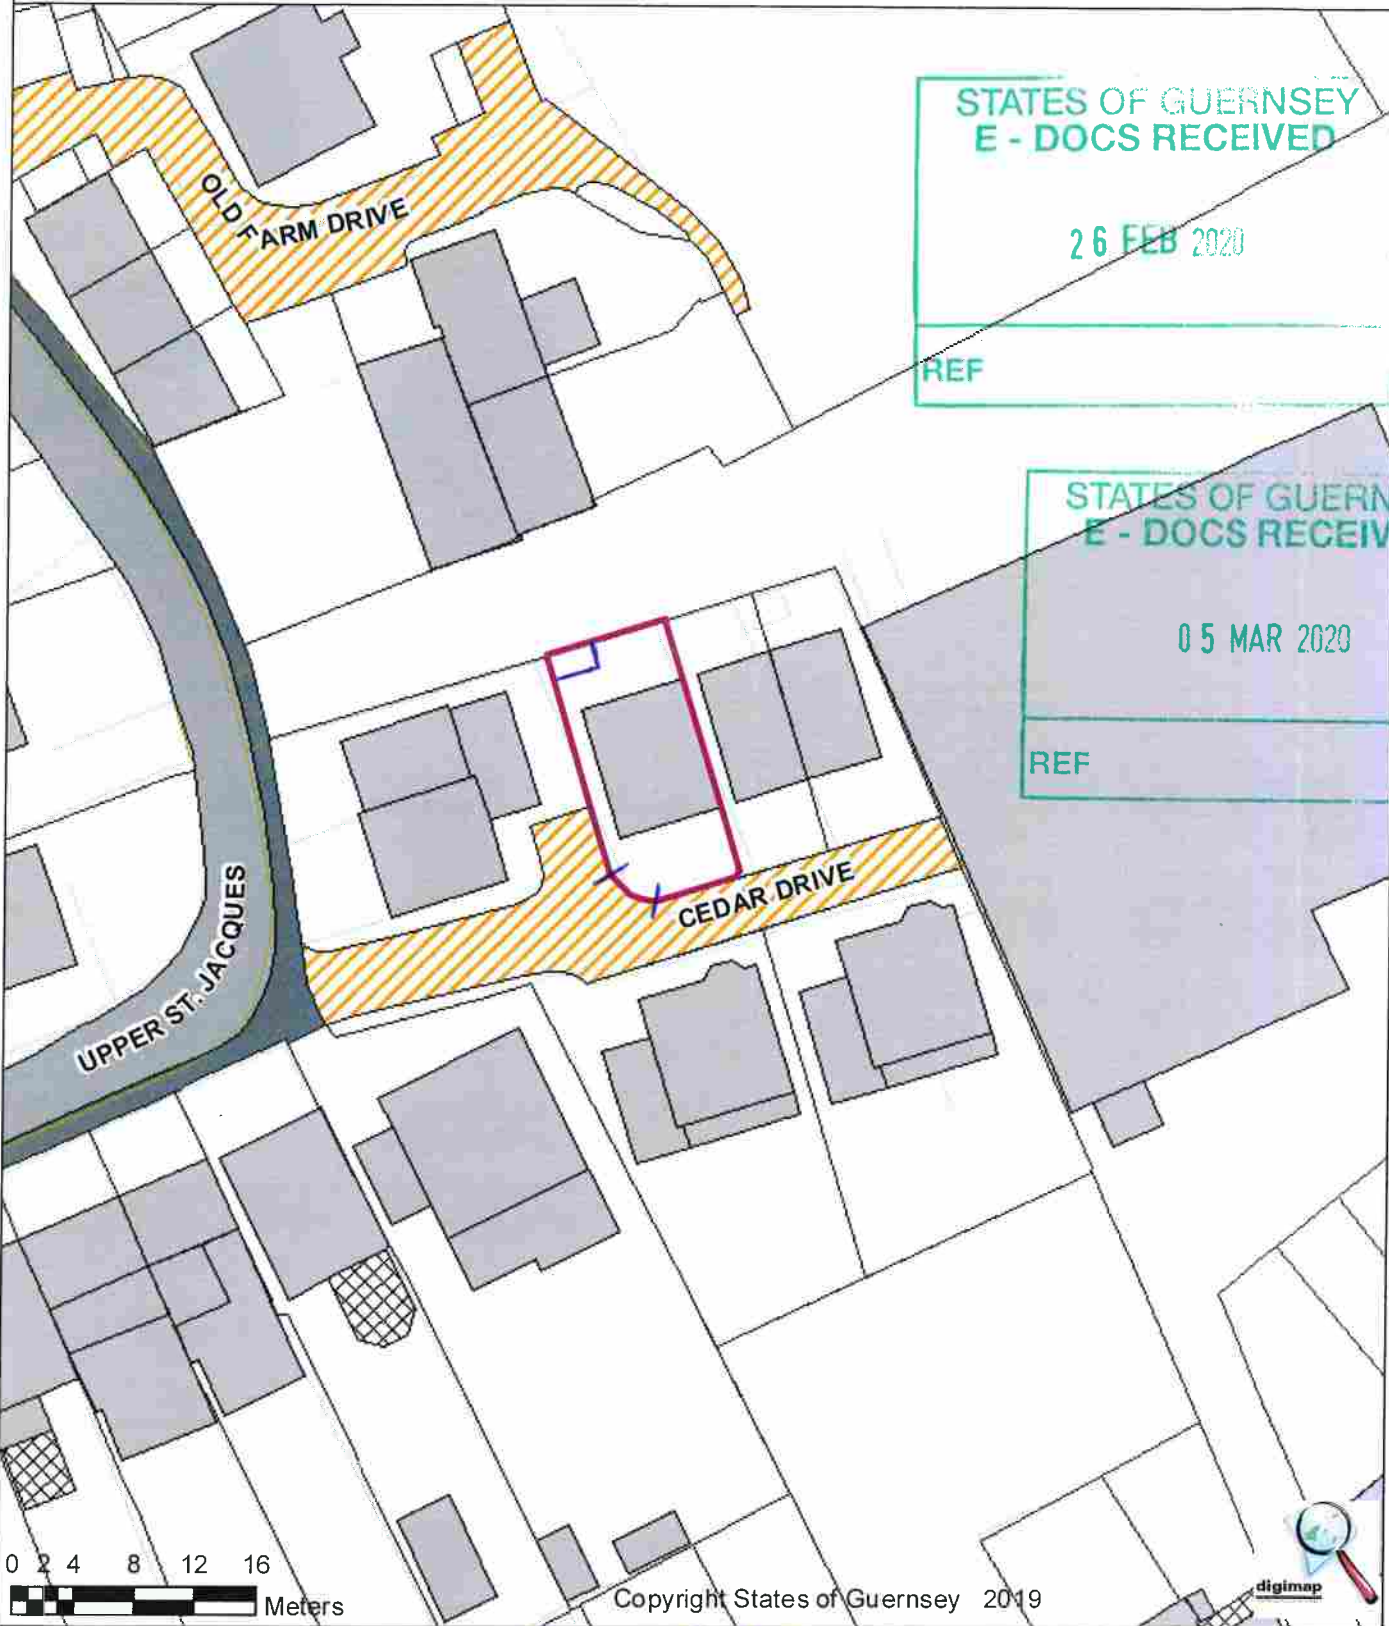 STATES OF GUERNSEY
E - DOCS RECEIVED
26 FEB 2020
REF
OLD FARM DRIVE
STATES OF GUERN
E - DOCS RECEIV
05 MAR 2020
REF
CEDAR DRIVE
UPPER ST. JACQUES
0 2 4 8 12 16
Meters
Copyright States of Guernsey 2019
digimap